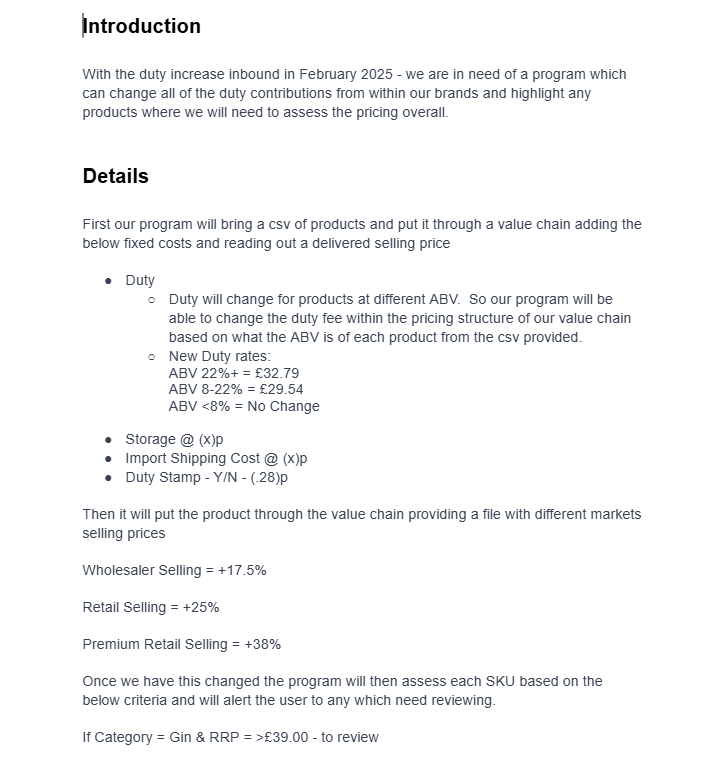 Introduction
With the duty increase inbound in February 2025 - we are in need of a program which
can change all of the duty contributions from within our brands and highlight any
products where we will need to assess the pricing overall.
Details
First our program will bring a csv of products and put it through a value chain adding the
below fixed costs and reading out a delivered selling price
● Duty
○ Duty will change for products at different ABV.  So our program will be
able to change the duty fee within the pricing structure of our value chain
based on what the ABV is of each product from the csv provided.
○ New Duty rates:
ABV 22%+ = £32.79
ABV 8-22% = £29.54
ABV <8% = No Change
● Storage @ (x)p
● Import Shipping Cost @ (x)p
● Duty Stamp - Y/N - (.28)p
Then it will put the product through the value chain providing a file with different markets
selling prices
Wholesaler Selling = +17.5%
Retail Selling = +25%
Premium Retail Selling = +38%
Once we have this changed the program will then assess each SKU based on the
below criteria and will alert the user to any which need reviewing.
If Category = Gin & RRP = >£39.00 - to review